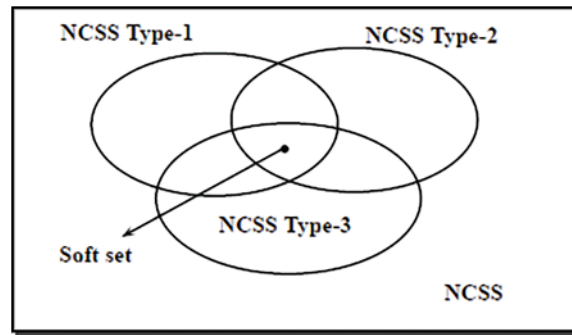 NCSS Type-1
NCSS Type-2
NCSS Type-3
Soft set
NCSS